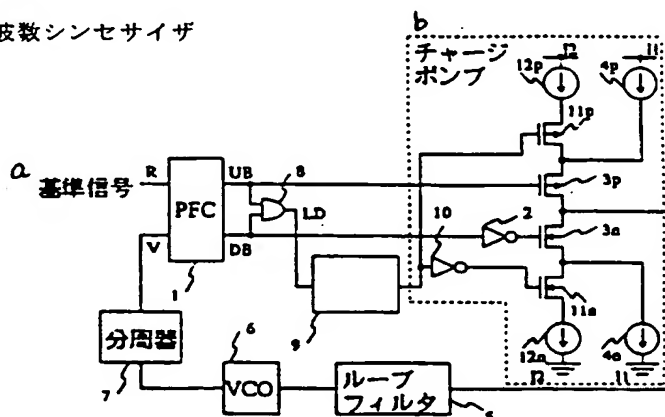 波数シンセサイザ
b
チャージ
ポンプ
12p
I2
4p
I1
11p
a
基準信号
R
PFC
UB
8
LD
3p
V
DB
10
2
3n
1
9
11n
分周器
7
6
VCO
ループ
フィルタ
5
12n
I2
4n
I1